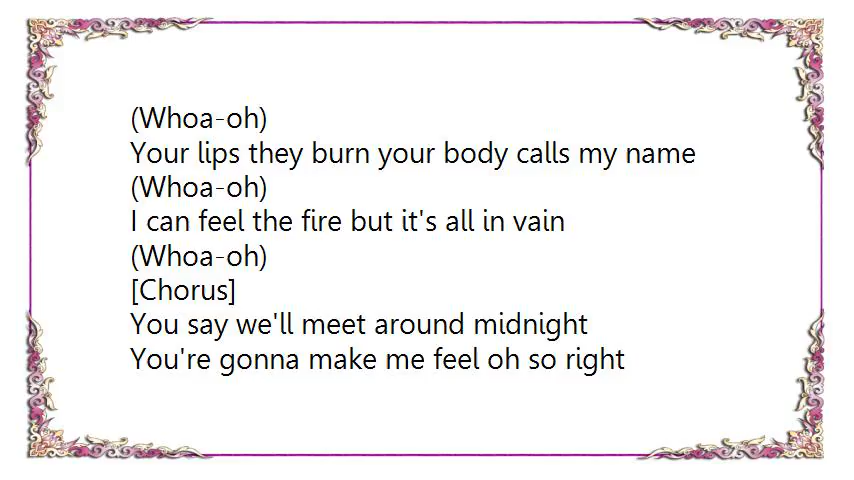 (Whoa-oh)
Your lips they burn your body calls my name
(Whoa-oh)
I can feel the fire but it's all in vain
(Whoa-oh)
[Chorus]
You say we'll meet around midnight
You're gonna make me feel oh so right